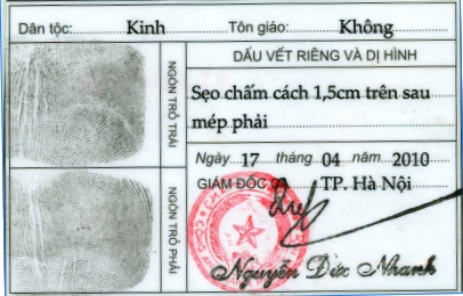 Dân tộc: Kinh Tôn giáo: Không
NGÓN TRỎ TRÁI
DẤU VẾT RIÊNG VÀ DỊ HÌNH
Sẹo chấm cách 1,5cm trên sau
mép phải
NGÓN TRỎ PHẢI
Ngày 17 tháng 04 năm 2010
GIÁM ĐỐC CA TP. Hà Nội
Nguyễn Đức Nhanh